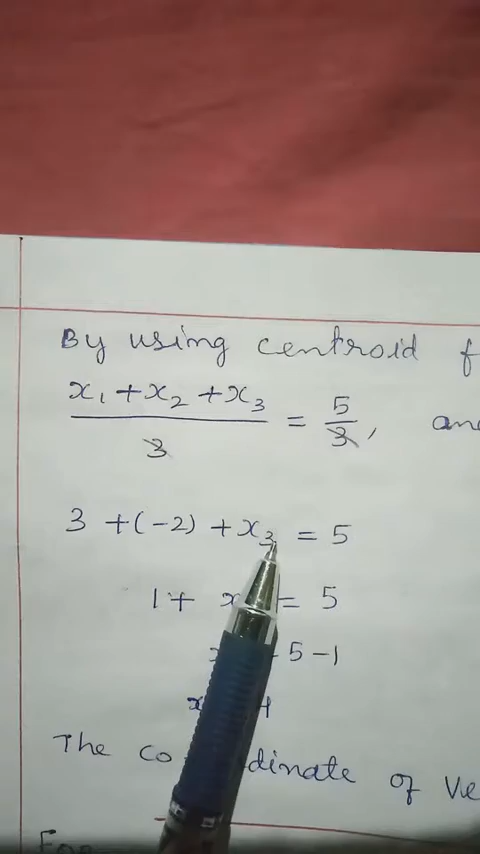 By using centroid
x₁ + x₂ + x₃ / 3 = 5/3, and
3 + (-2) + x₃ = 5
1 + x = 5
5 - 1
x 4
The co dinate of